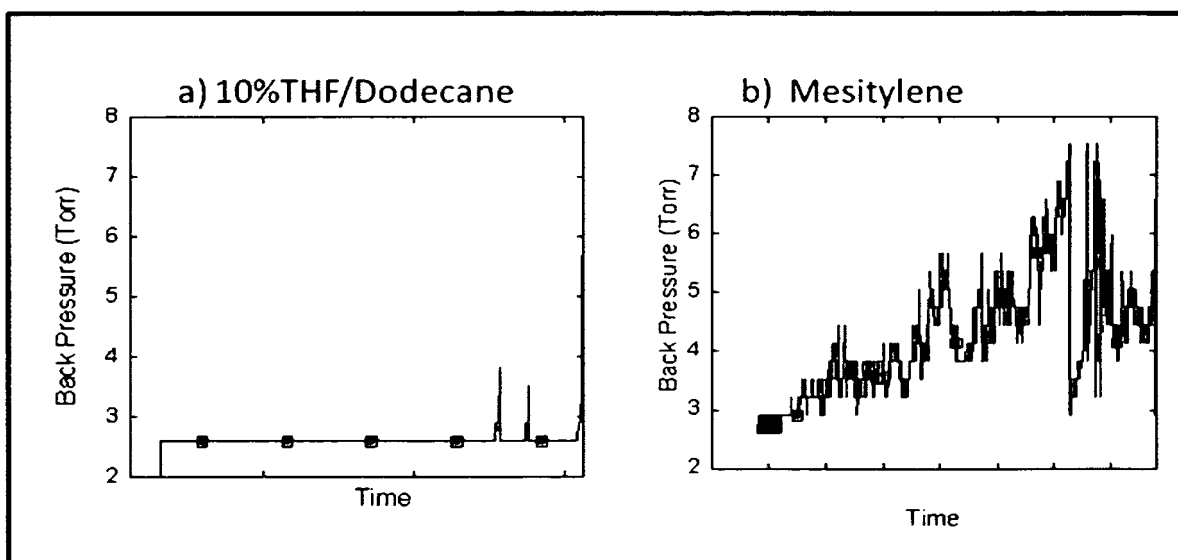 a) 10%THF/Dodecane
8
7
6
5
4
3
2
Back Pressure (Torr)
Time
b) Mesitylene
8
7
6
5
4
3
2
Back Pressure (Torr)
Time